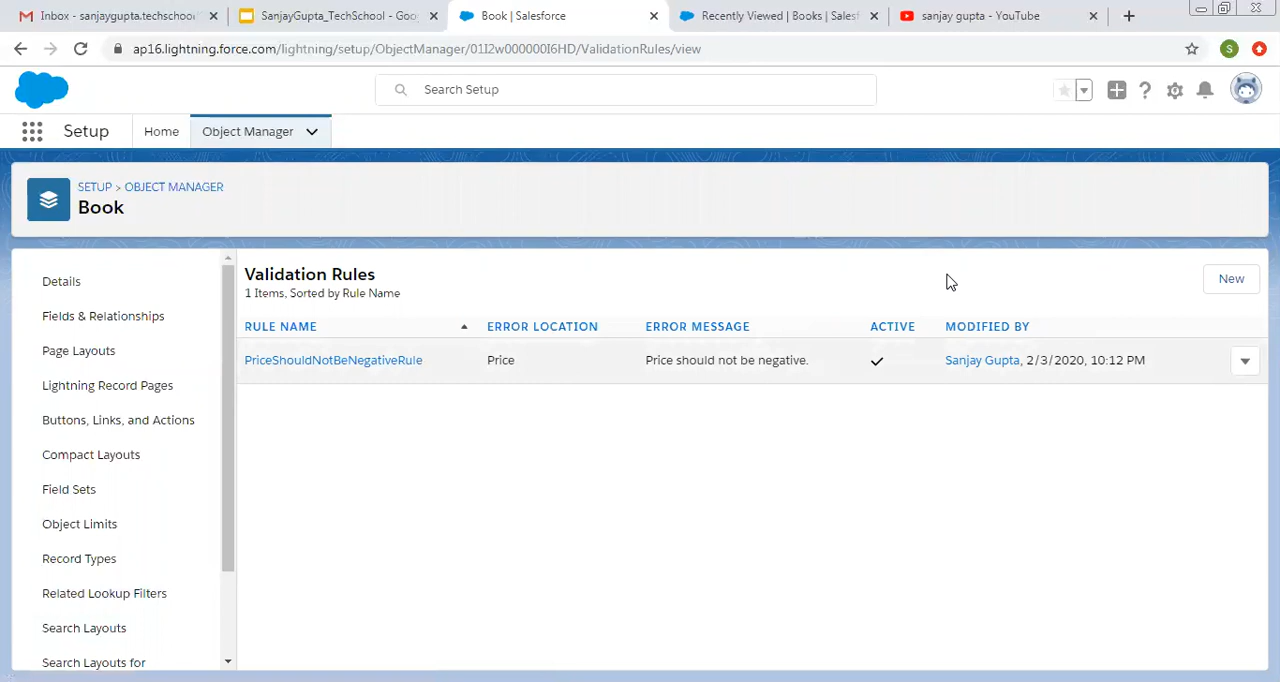 Inbox - sanjaygupta.techschool
SanjayGupta_TechSchool - Goo
Book | Salesforce
Recently Viewed | Books | Salesf
sanjay gupta - YouTube
ap16.lightning.force.com/lightning/setup/ObjectManager/01I2w000000I6HD/ValidationRules/view
S
Search Setup
Setup
Home
Object Manager
SETUP > OBJECT MANAGER
Book
Details
Fields & Relationships
Page Layouts
Lightning Record Pages
Buttons, Links, and Actions
Compact Layouts
Field Sets
Object Limits
Record Types
Related Lookup Filters
Search Layouts
Search Layouts for
Validation Rules
1 Items, Sorted by Rule Name
New
RULE NAME ERROR LOCATION ERROR MESSAGE ACTIVE MODIFIED BY
PriceShouldNotBeNegativeRule Price Price should not be negative. Sanjay Gupta, 2/3/2020, 10:12 PM